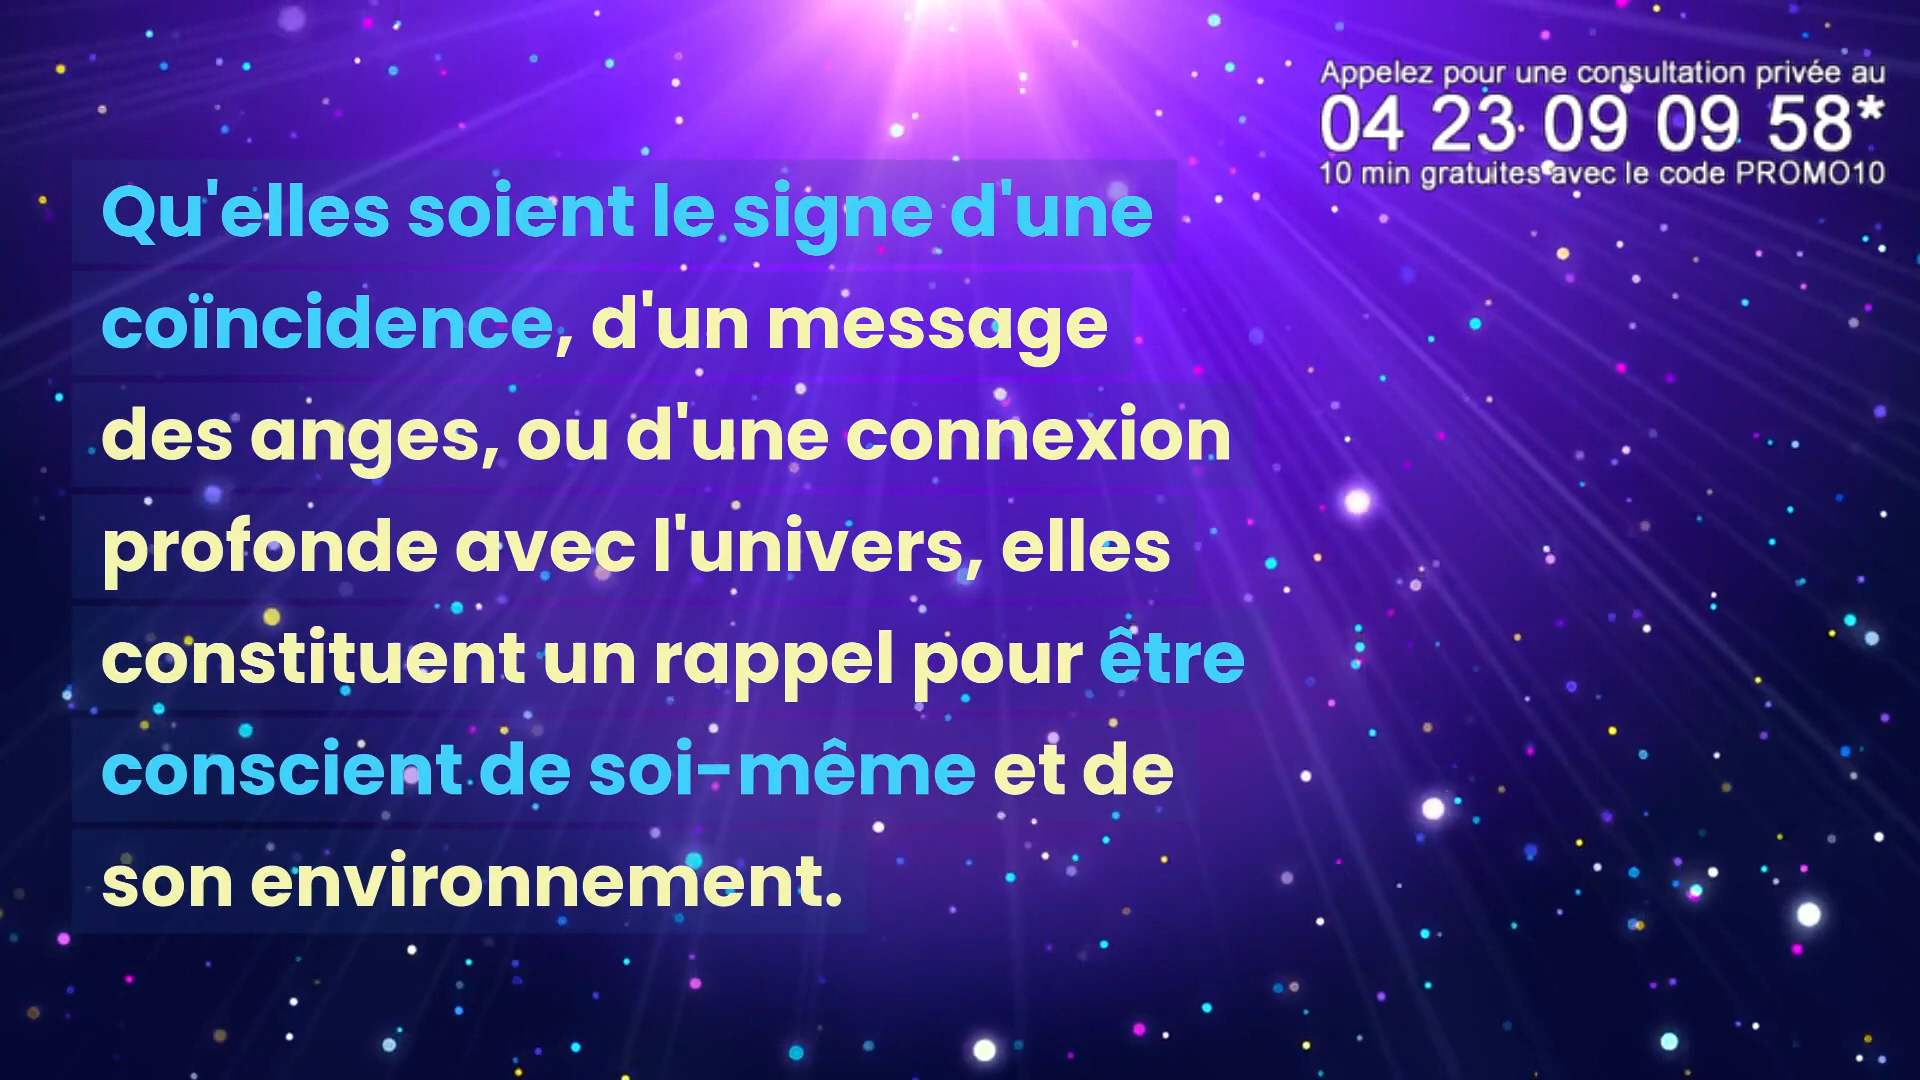 Appelez pour une consultation privée au
04 23 09 09 58*
10 min gratuites avec le code PROMO10
Qu'elles soient le signe d'une
coïncidence, d'un message
des anges, ou d'une connexion
profonde avec l'univers, elles
constituent un rappel pour être
conscient de soi-même et de
son environnement.